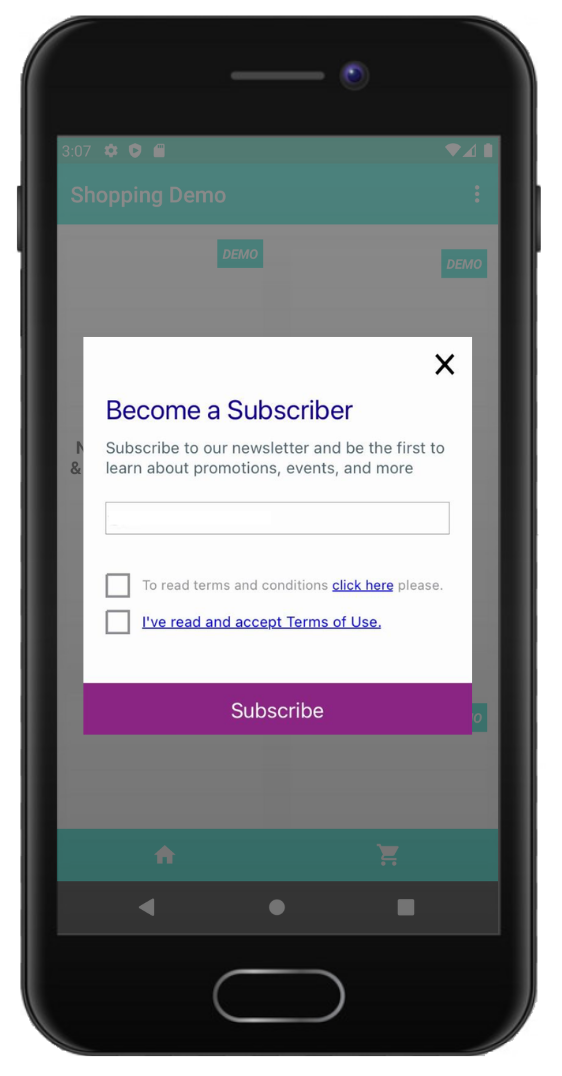 3:07
Shopping Demo
DEMO
DEMO
Become a Subscriber
N
Subscribe to our newsletter and be the first to
& learn about promotions, events, and more
To read terms and conditions click here please.
I've read and accept Terms of Use.
Subscribe
O